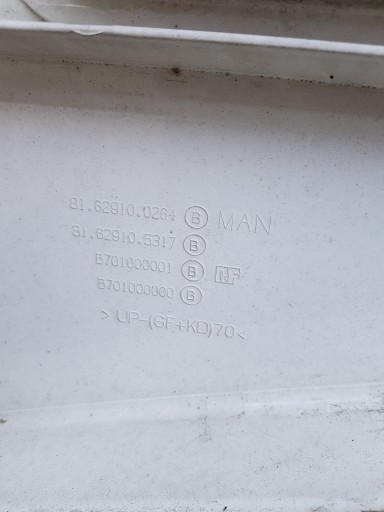 81.62910.0264 B MAN
81.62910.5317 B
B701000001 B
B701000000 B
>UP-(GF+KD)70<